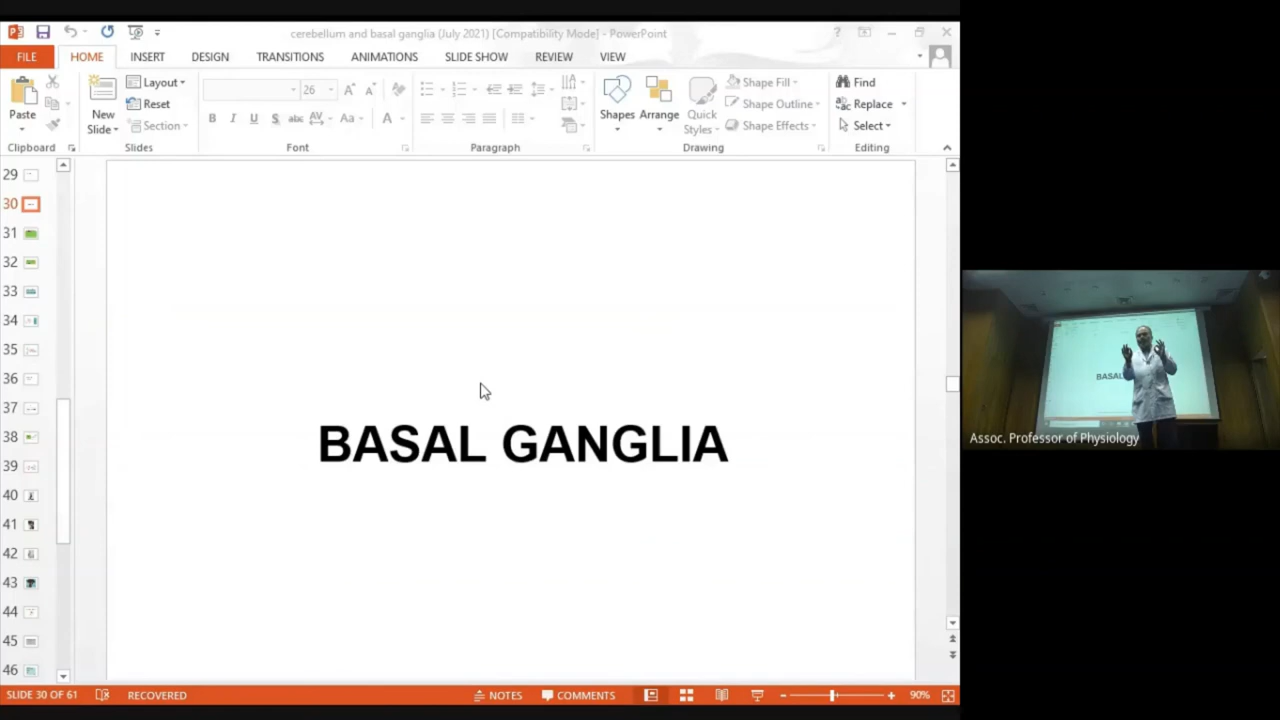 cerebellum and basal ganglia (July 2021) [Compatibility Mode] - PowerPoint
?
FILE HOME INSERT DESIGN TRANSITIONS ANIMATIONS SLIDE SHOW REVIEW VIEW
Paste
New
Slide
Layout
Reset
Section
26
B I U S abc AV Aa A
Shapes
Arrange
Quick
Styles
Shape Fill
Shape Outline
Shape Effects
Find
Replace
Select
Clipboard Slides Font Paragraph Drawing Editing
29
30
31
32
33
34
35
36
37
38
39
40
41
42
43
44
45
46
BASAL GANGLIA
BASAL
Assoc. Professor of Physiology
SLIDE 30 OF 61 RECOVERED NOTES COMMENTS 90%